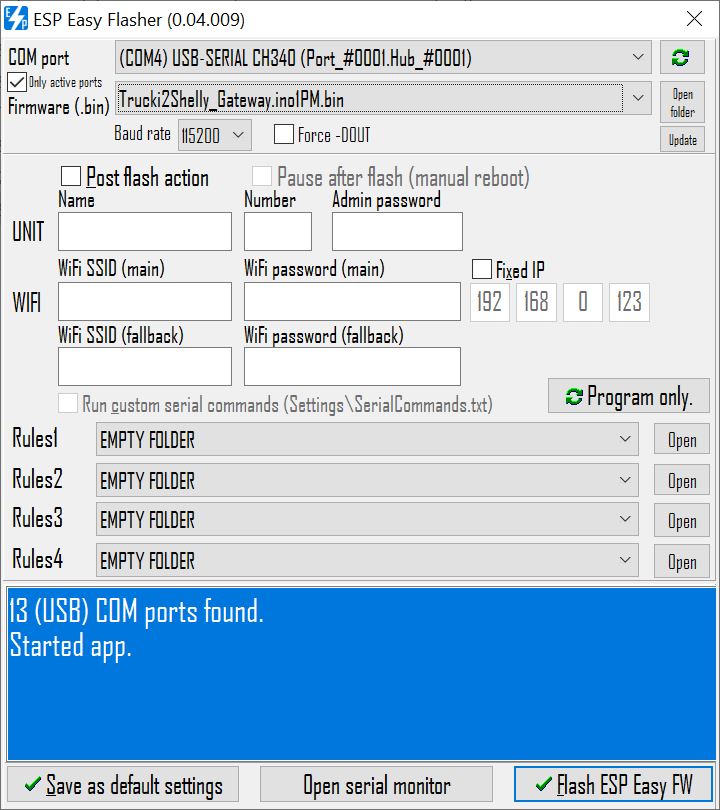 ESP Easy Flasher (0.04.009)
COM port
(COM4) USB-SERIAL CH340 (Port_#0001.Hub_#0001)
Only active ports
Firmware (.bin)
Trucki2Shelly_Gateway.ino1PM.bin
Open folder
Baud rate
115200
Force -DOUT
Update
Post flash action
Pause after flash (manual reboot)
Name
Number
Admin password
UNIT
WiFi SSID (main)
WiFi password (main)
Fixed IP
WIFI
192
168
0
123
WiFi SSID (fallback)
WiFi password (fallback)
Run custom serial commands (Settings\SerialCommands.txt)
Program only.
Rules1
EMPTY FOLDER
Open
Rules2
EMPTY FOLDER
Open
Rules3
EMPTY FOLDER
Open
Rules4
EMPTY FOLDER
Open
13 (USB) COM ports found.
Started app.
Save as default settings
Open serial monitor
Flash ESP Easy FW